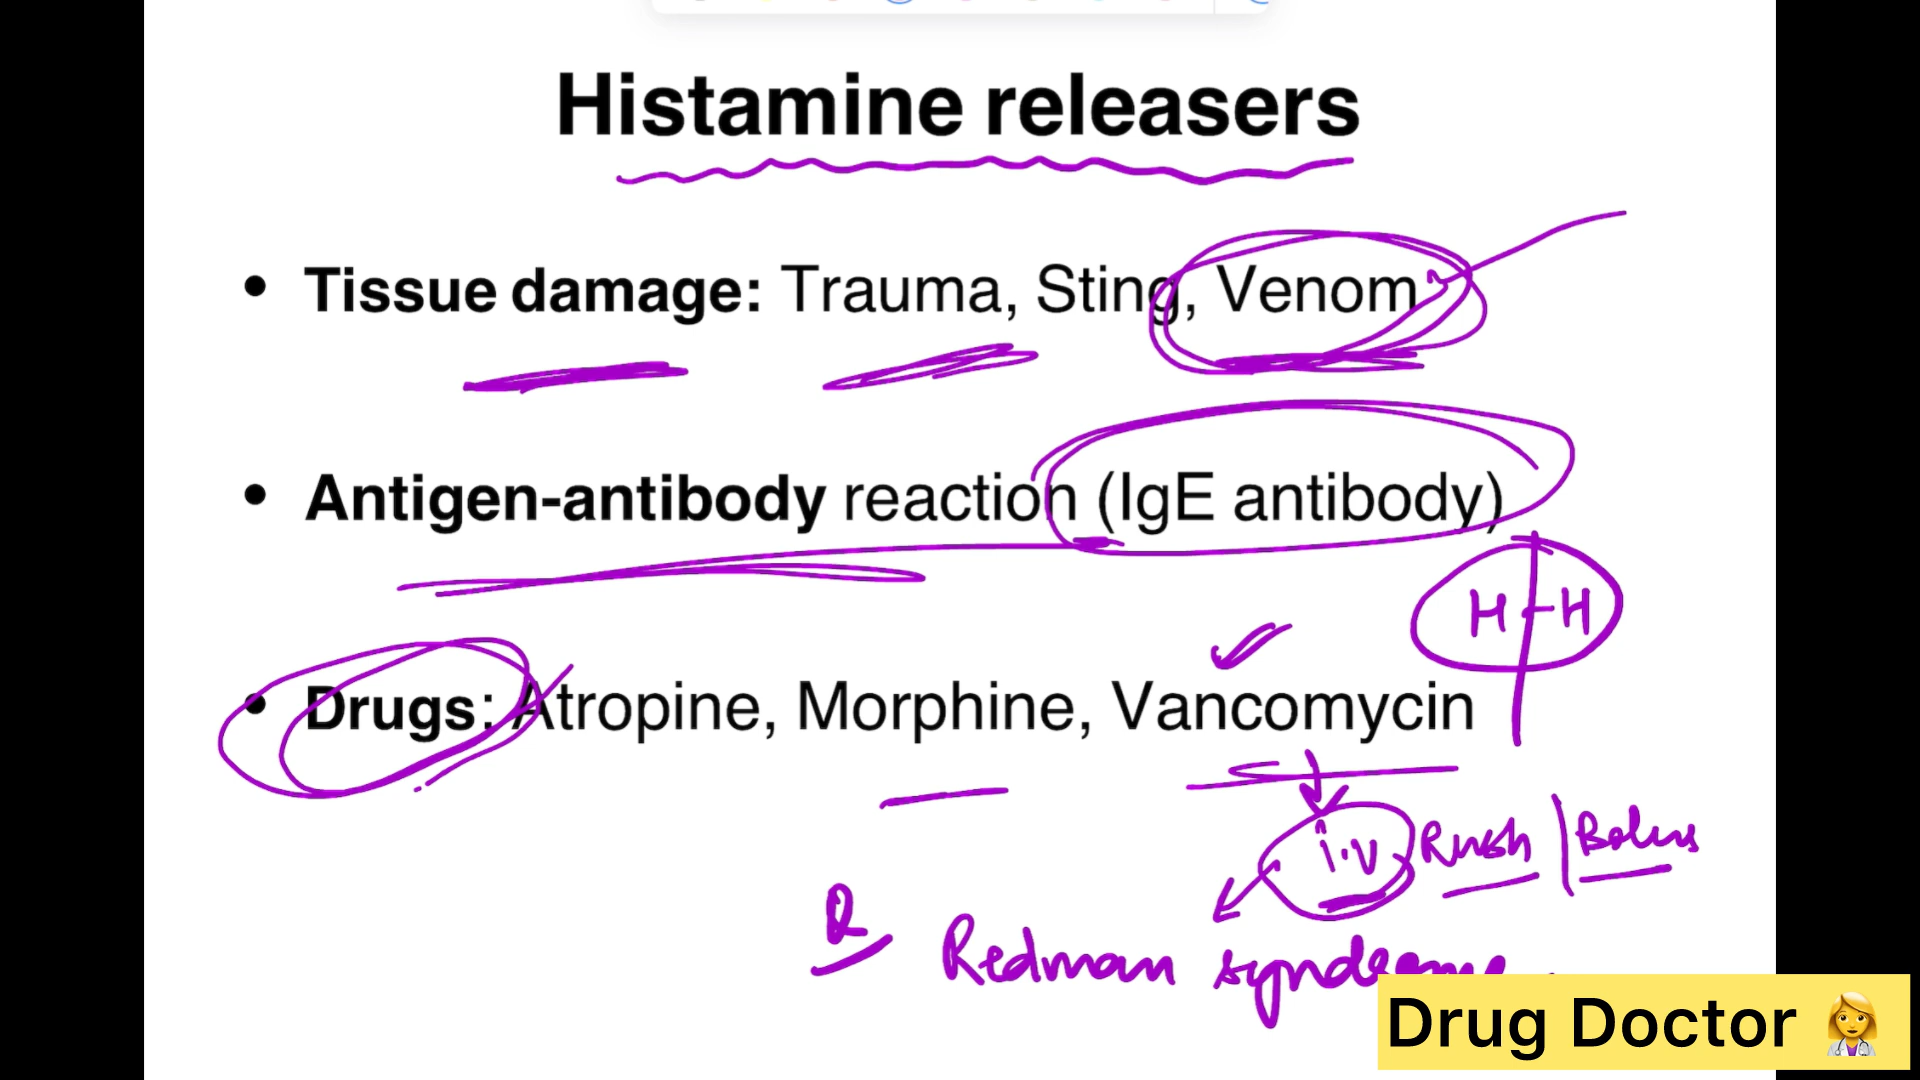 Histamine releasers
• Tissue damage: Trauma, Sting, Venom
• Antigen-antibody reaction (IgE antibody)
H-H
• Drugs: Atropine, Morphine, Vancomycin
i.v Rush | Bolus
Q Redman syndrome
Drug Doctor 👩‍⚕️